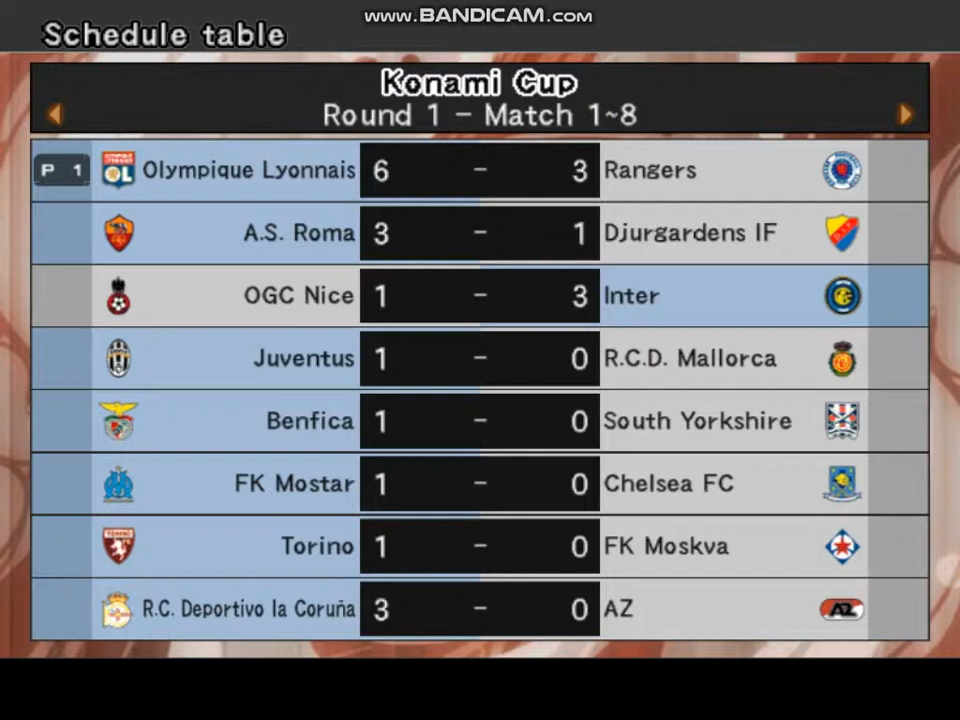 www.BANDICAM.com
Schedule table
Konami Cup
Round 1 - Match 1~8
P 1 Olympique Lyonnais 6 - 3 Rangers
A.S. Roma 3 - 1 Djurgardens IF
OGC Nice 1 - 3 Inter
Juventus 1 - 0 R.C.D. Mallorca
Benfica 1 - 0 South Yorkshire
FK Mostar 1 - 0 Chelsea FC
Torino 1 - 0 FK Moskva
R.C. Deportivo la Coruña 3 - 0 AZ